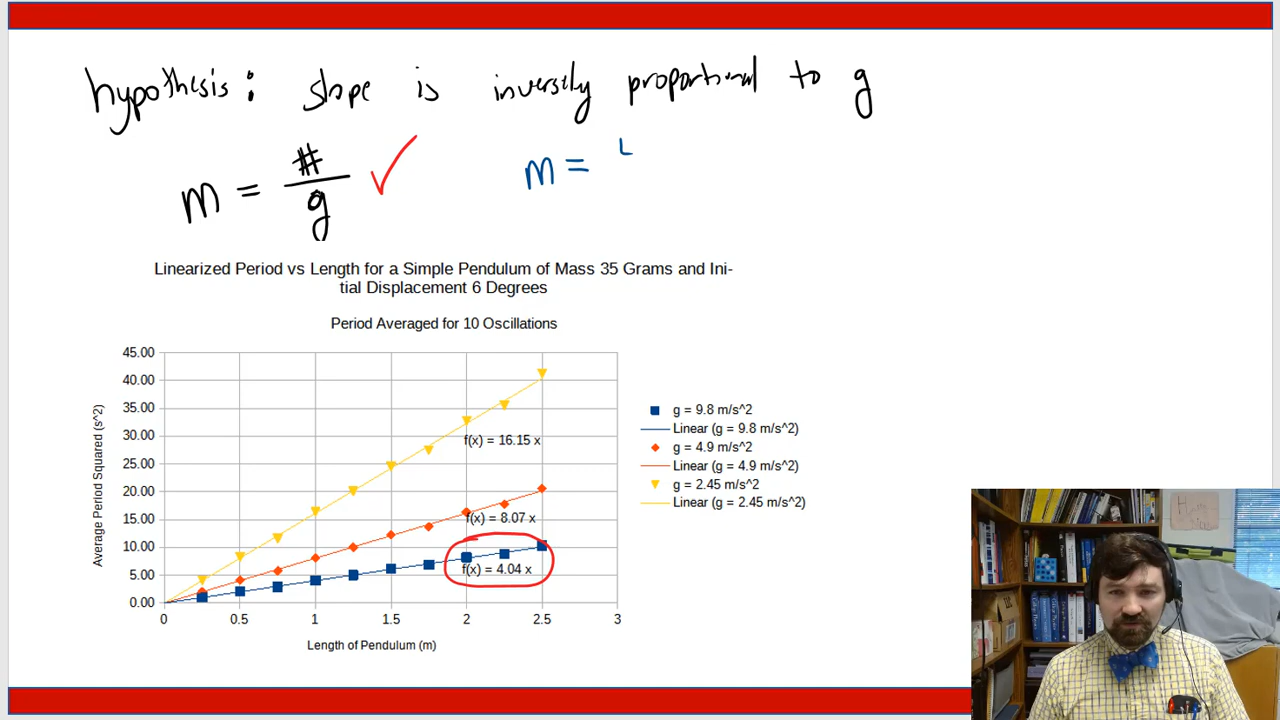 hypothesis: slope is inversly proportional to g
m = #/g ✓
m = 4
Linearized Period vs Length for a Simple Pendulum of Mass 35 Grams and Ini-
tial Displacement 6 Degrees
Period Averaged for 10 Oscillations
Average Period Squared (s^2)
45.00
40.00
35.00
30.00
25.00
20.00
15.00
10.00
5.00
0.00
f(x) = 16.15 x
f(x) = 8.07 x
f(x) = 4.04 x
0 0.5 1 1.5 2 2.5 3
Length of Pendulum (m)
g = 9.8 m/s^2
Linear (g = 9.8 m/s^2)
g = 4.9 m/s^2
Linear (g = 4.9 m/s^2)
g = 2.45 m/s^2
Linear (g = 2.45 m/s^2)